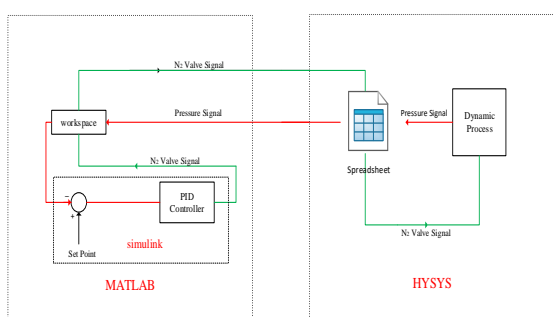 N2 Valve Signal
Pressure Signal
workspace
N2 Valve Signal
PID
Controller
−
+
Set Point
simulink
MATLAB
Spreadsheet
Pressure Signal
Dynamic
Process
N2 Valve Signal
HYSYS